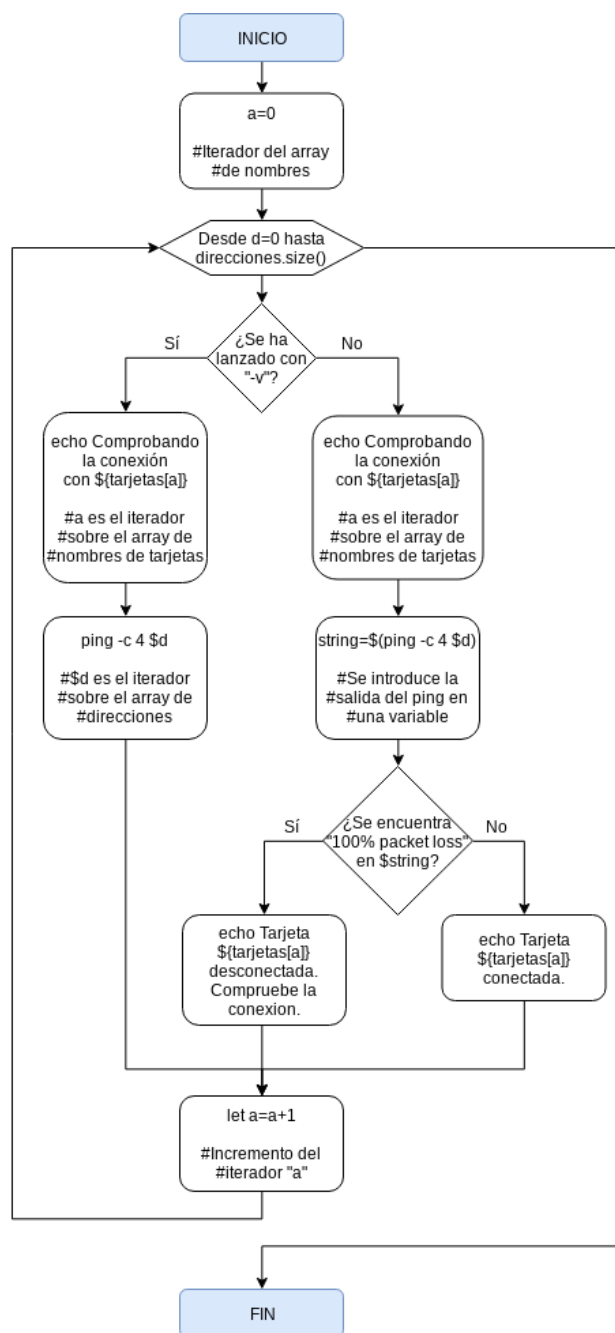 INICIO
a=0
#Iterador del array
#de nombres
Desde d=0 hasta
direcciones.size()
¿Se ha
lanzado con
"-v"?
Sí
No
echo Comprobando
la conexión
con ${tarjetas[a]}
#a es el iterador
#sobre el array de
#nombres de tarjetas
echo Comprobando
la conexión
con ${tarjetas[a]}
#a es el iterador
#sobre el array de
#nombres de tarjetas
ping -c 4 $d
#$d es el iterador
#sobre el array de
#direcciones
string=$(ping -c 4 $d)
#Se introduce la
#salida del ping en
#una variable
¿Se encuentra
"100% packet loss"
en $string?
Sí
No
echo Tarjeta
${tarjetas[a]}
desconectada.
Compruebe la
conexion.
echo Tarjeta
${tarjetas[a]}
conectada.
let a=a+1
#Incremento del
#iterador "a"
FIN